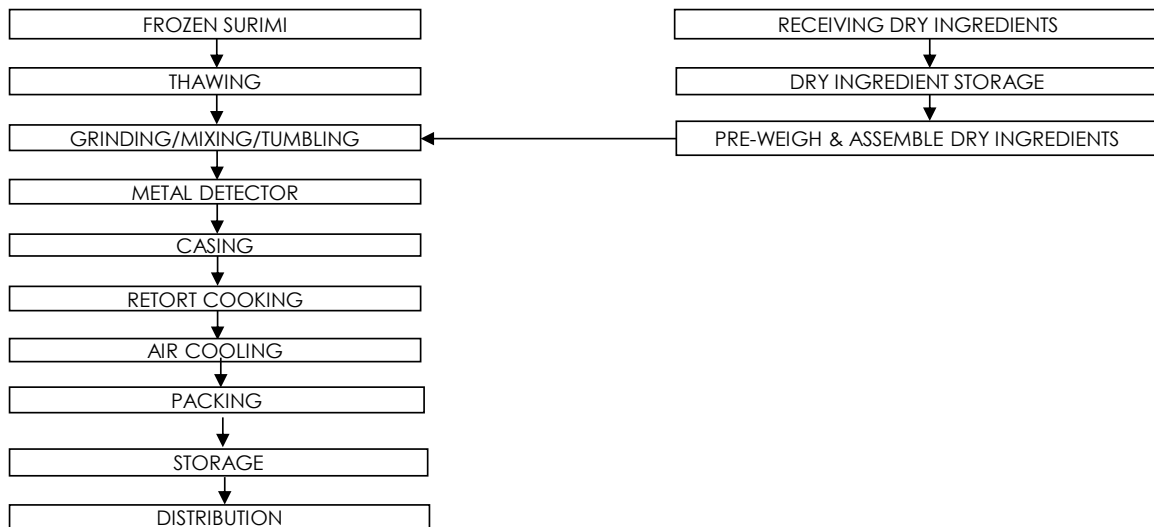 FROZEN SURIMI
THAWING
GRINDING/MIXING/TUMBLING
METAL DETECTOR
CASING
RETORT COOKING
AIR COOLING
PACKING
STORAGE
DISTRIBUTION
RECEIVING DRY INGREDIENTS
DRY INGREDIENT STORAGE
PRE-WEIGH & ASSEMBLE DRY INGREDIENTS